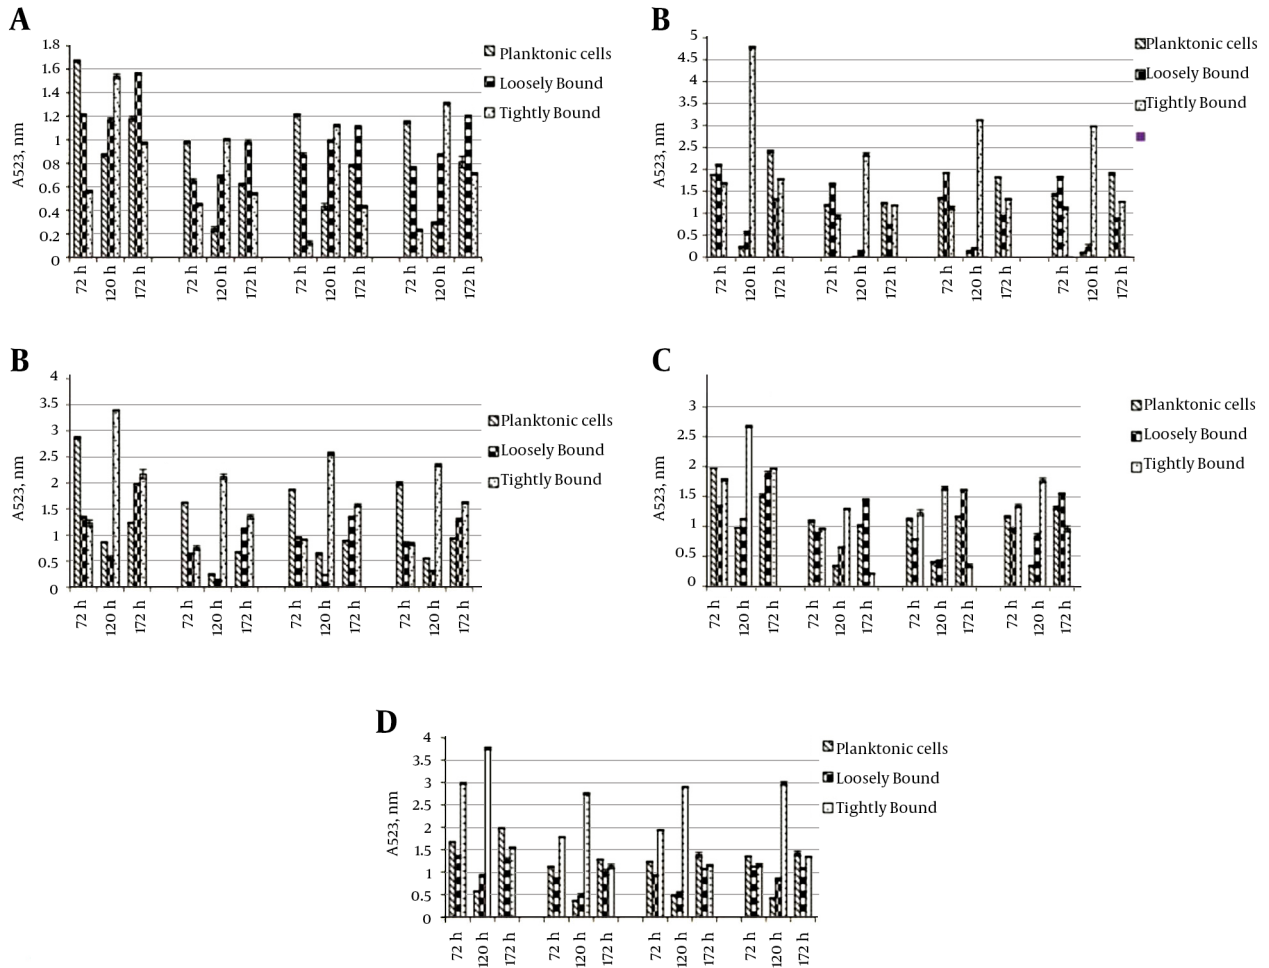 A
1.8
1.6
1.4
1.2
1
08
0.6
0.4
0.2
0
A523, nm
72 h
120 h
172 h
72 h
120 h
172 h
72 h
120 h
172 h
72 h
120 h
172 h
Planktonic cells
Loosely Bound
Tightly Bound
B
5
4.5
4
3.5
3
2.5
2
1.5
1
0.5
0
A523, nm
72 h
120 h
172 h
72 h
120 h
172 h
72 h
120 h
172 h
72 h
120 h
172 h
Planktonic cells
Loosely Bound
Tightly Bound
B
4
3.5
3
2.5
2
1.5
1
0.5
0
A523, nm
72 h
120 h
172 h
72 h
120 h
172 h
72 h
120 h
172 h
72 h
120 h
172 h
Planktonic cells
Loosely Bound
Tightly Bound
C
3
2.5
2
1.5
1
0.5
0
A523, nm
72 h
120 h
172 h
72 h
120 h
172 h
72 h
120 h
172 h
72 h
120 h
172 h
Planktonic cells
Loosely Bound
Tightly Bound
D
4
3.5
3
2.5
2
1.5
1
0.5
0
A523, nm
72 h
120 h
172 h
72 h
120 h
172 h
72 h
120 h
172 h
72 h
120 h
172 h
Planktonic cells
Loosely Bound
Tightly Bound